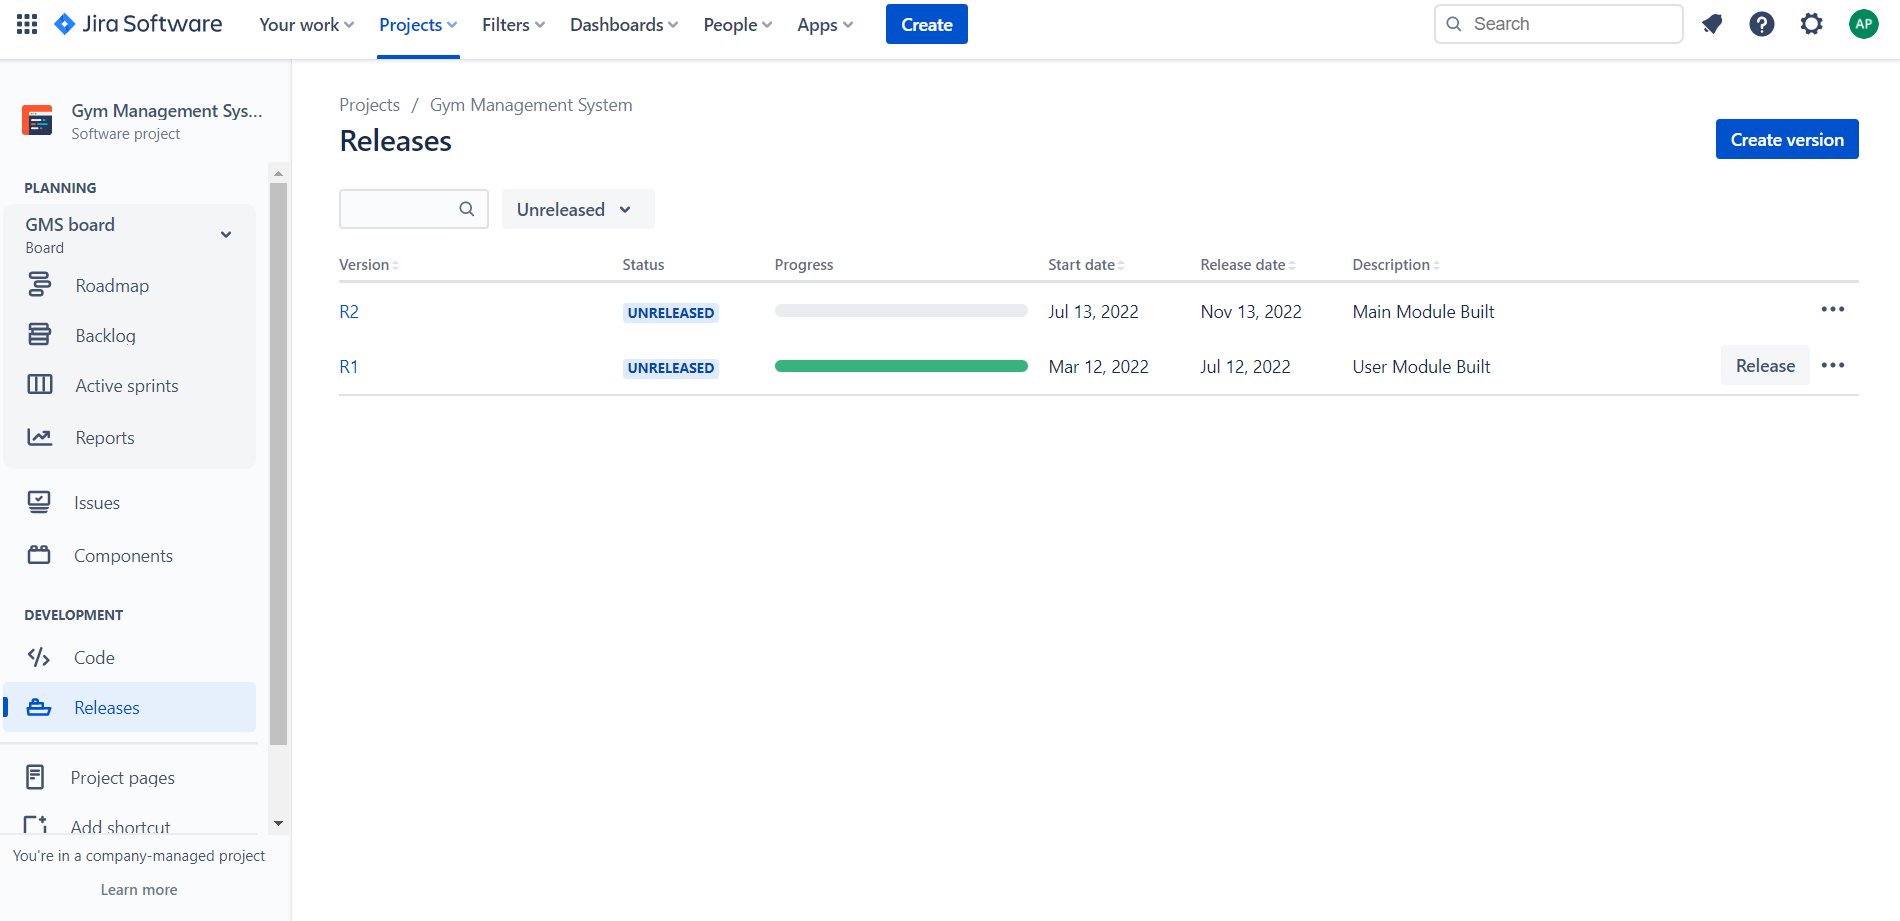 Jira Software Your work Projects Filters Dashboards People Apps Create Search AP
Gym Management Sys...
Software project
PLANNING
GMS board
Board
Roadmap
Backlog
Active sprints
Reports
Issues
Components
DEVELOPMENT
Code
Releases
Project pages
Add shortcut
You're in a company-managed project
Learn more
Projects / Gym Management System
Releases
Create version
Unreleased
Version Status Progress Start date Release date Description
R2 UNRELEASED Jul 13, 2022 Nov 13, 2022 Main Module Built
R1 UNRELEASED Mar 12, 2022 Jul 12, 2022 User Module Built Release